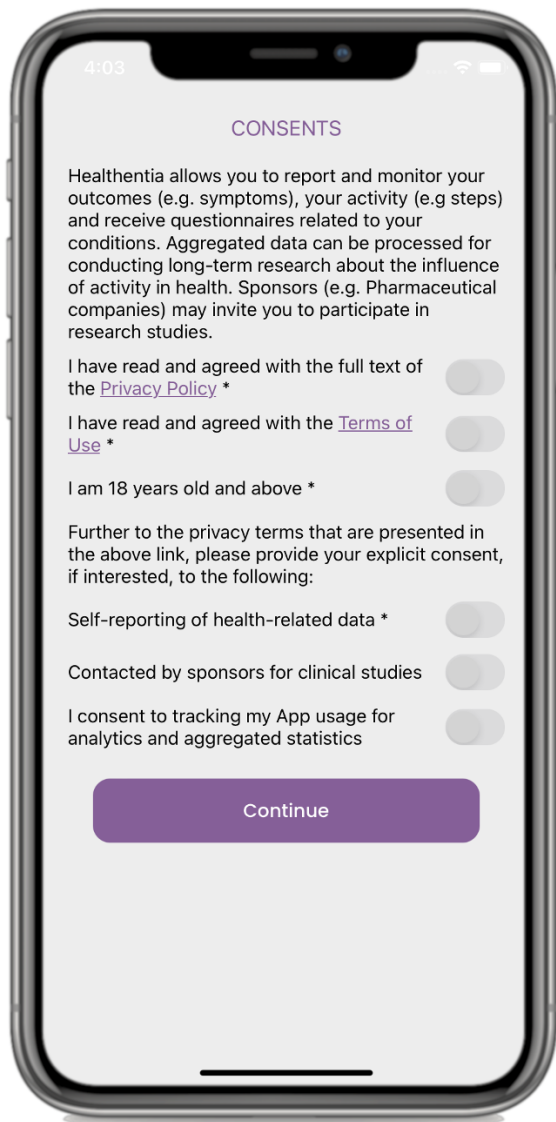 4:03
CONSENTS
Healthentia allows you to report and monitor your
outcomes (e.g. symptoms), your activity (e.g steps)
and receive questionnaires related to your
conditions. Aggregated data can be processed for
conducting long-term research about the influence
of activity in health. Sponsors (e.g. Pharmaceutical
companies) may invite you to participate in
research studies.
I have read and agreed with the full text of
the Privacy Policy *
I have read and agreed with the Terms of
Use *
I am 18 years old and above *
Further to the privacy terms that are presented in
the above link, please provide your explicit consent,
if interested, to the following:
Self-reporting of health-related data *
Contacted by sponsors for clinical studies
I consent to tracking my App usage for
analytics and aggregated statistics
Continue